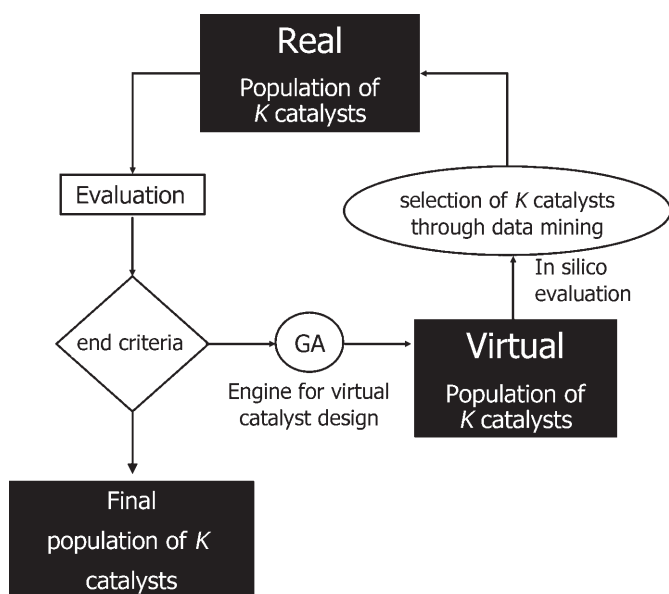 Real
Population of
K catalysts
Evaluation
selection of K catalysts
through data mining
In silico
evaluation
end criteria
GA
Engine for virtual
catalyst design
Virtual
Population of
K catalysts
Final
population of K
catalysts